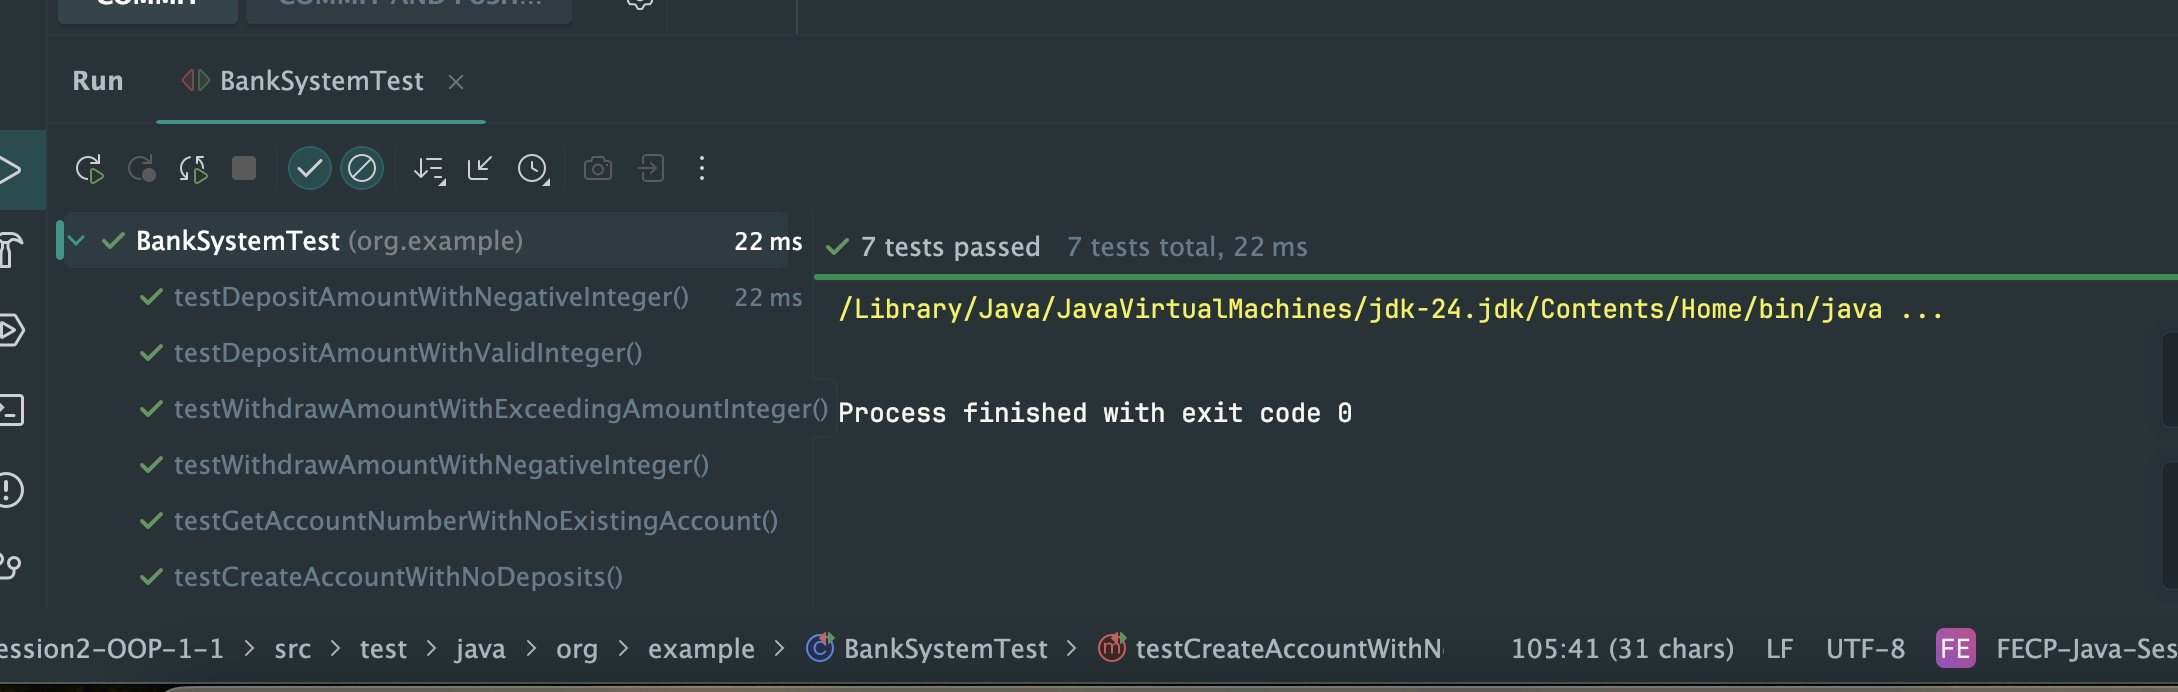 COMMIT
Run BankSystemTest
BankSystemTest (org.example) 22 ms
testDepositAmountWithNegativeInteger() 22 ms
testDepositAmountWithValidInteger()
testWithdrawAmountWithExceedingAmountInteger()
testWithdrawAmountWithNegativeInteger()
testGetAccountNumberWithNoExistingAccount()
testCreateAccountWithNoDeposits()
7 tests passed 7 tests total, 22 ms
/Library/Java/JavaVirtualMachines/jdk-24.jdk/Contents/Home/bin/java ...
Process finished with exit code 0
ession2-OOP-1-1 > src > test > java > org > example > BankSystemTest > testCreateAccountWithN 105:41 (31 chars) LF UTF-8 FE FECP-Java-Ses